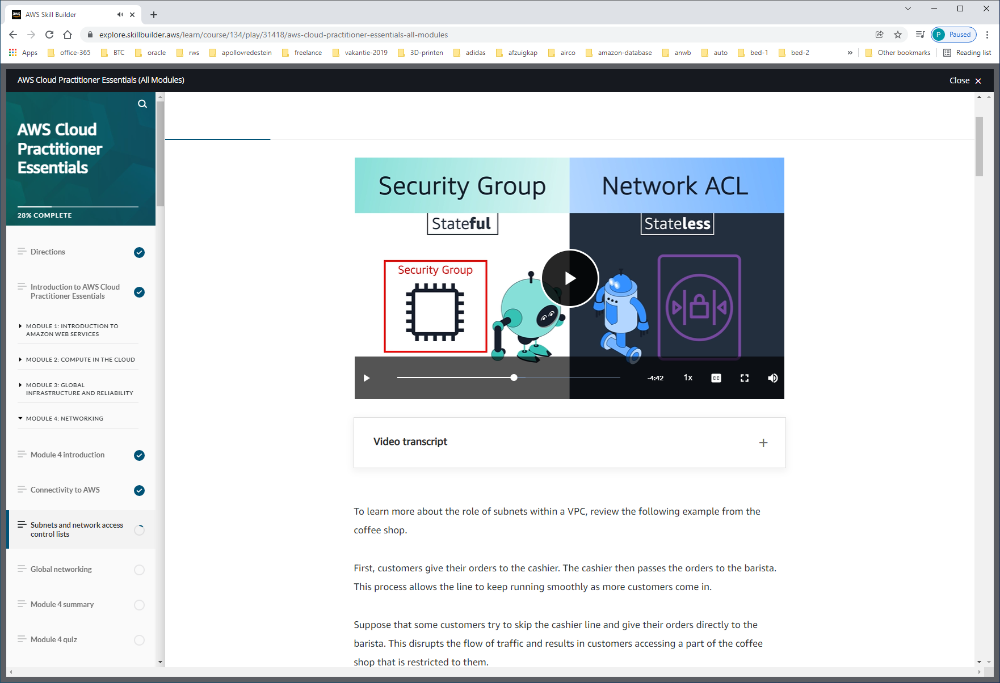 AWS Skill Builder
explore.skillbuilder.aws/learn/course/134/play/31418/aws-cloud-practitioner-essentials-all-modules
P Paused
Apps office-365 BTC oracle rws apollovredestein freelance vakantie-2019 3D-printen adidas afzuigkap airco amazon-database anwb auto bed-1 bed-2 » Other bookmarks Reading list
AWS Cloud Practitioner Essentials (All Modules)
Close
AWS Cloud
Practitioner
Essentials
28% COMPLETE
Directions
Introduction to AWS Cloud
Practitioner Essentials
MODULE 1: INTRODUCTION TO
AMAZON WEB SERVICES
MODULE 2: COMPUTE IN THE CLOUD
MODULE 3: GLOBAL
INFRASTRUCTURE AND RELIABILITY
MODULE 4: NETWORKING
Module 4 introduction
Connectivity to AWS
Subnets and network access
control lists
Global networking
Module 4 summary
Module 4 quiz
Security Group
Network ACL
Stateful
Stateless
Security Group
-4:42
1x
CC
Video transcript
To learn more about the role of subnets within a VPC, review the following example from the
coffee shop.
First, customers give their orders to the cashier. The cashier then passes the orders to the barista.
This process allows the line to keep running smoothly as more customers come in.
Suppose that some customers try to skip the cashier line and give their orders directly to the
barista. This disrupts the flow of traffic and results in customers accessing a part of the coffee
shop that is restricted to them.